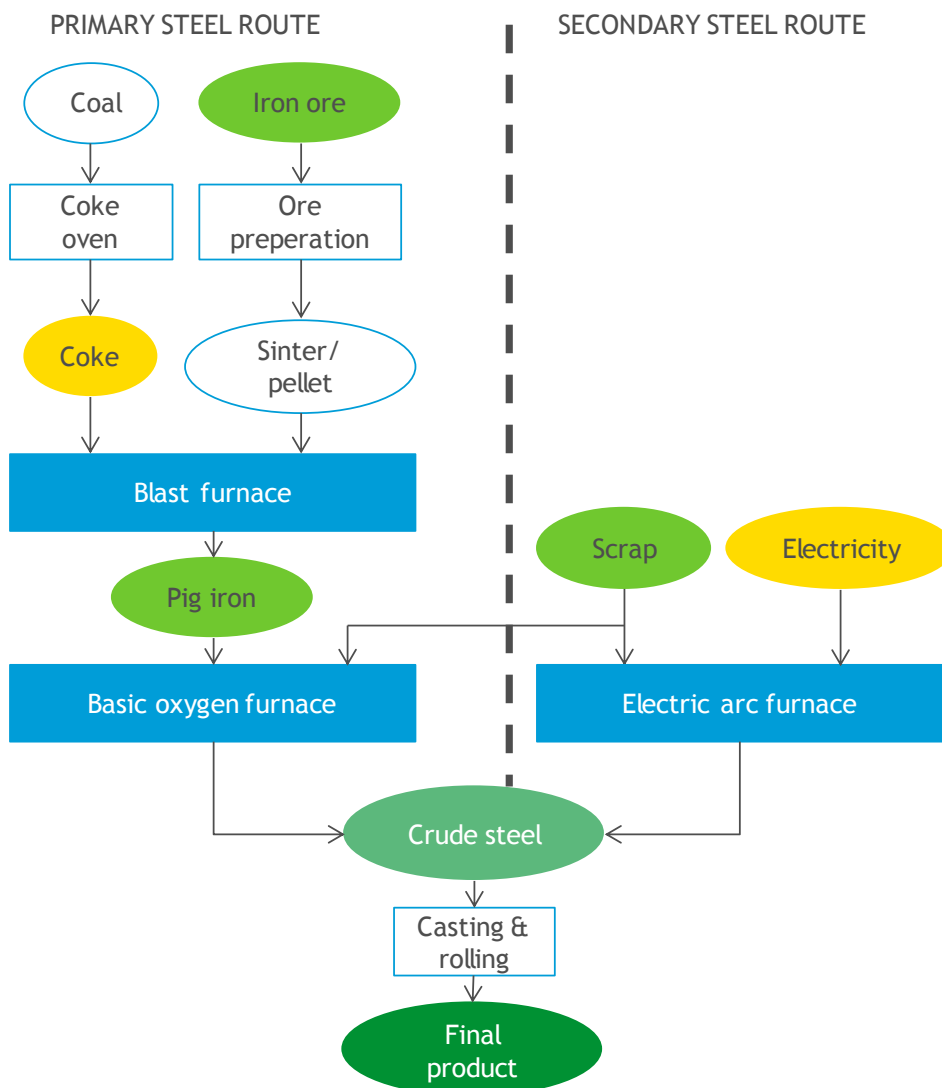 PRIMARY STEEL ROUTE
SECONDARY STEEL ROUTE
Coal
Iron ore
Coke
oven
Ore
preperation
Coke
Sinter/
pellet
Blast furnace
Scrap
Electricity
Pig iron
Basic oxygen furnace
Electric arc furnace
Crude steel
Casting &
rolling
Final
product